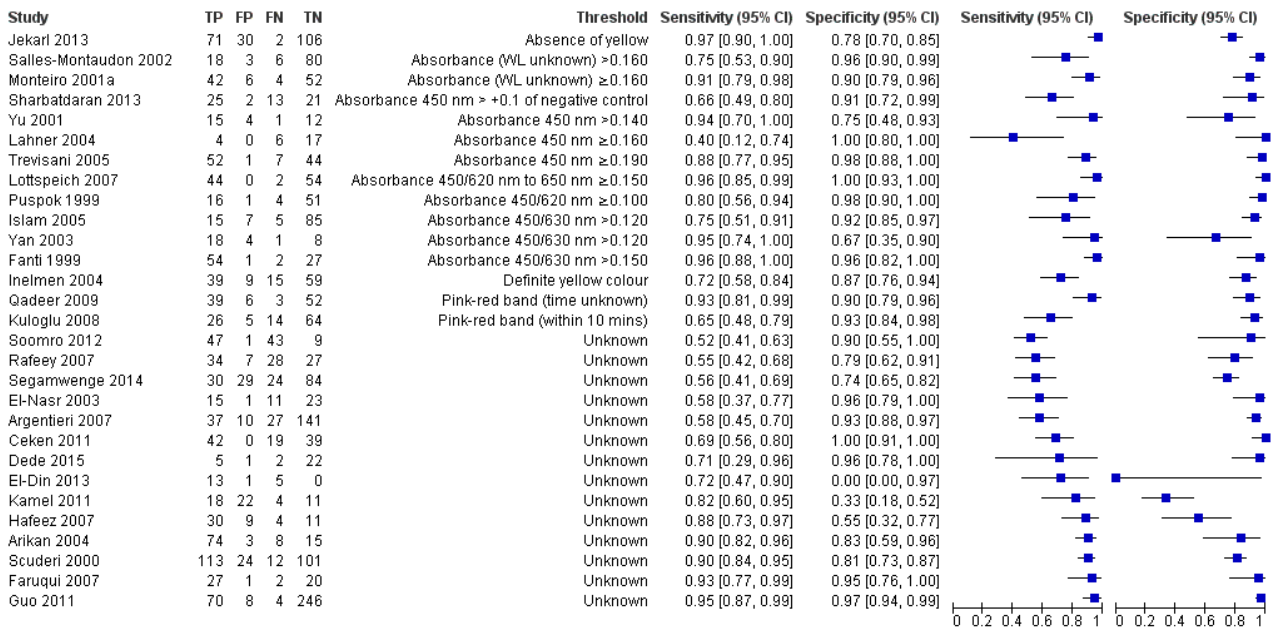 Study TP FP FN TN Threshold Sensitivity (95% CI) Specificity (95% CI) Sensitivity (95% CI) Specificity (95% CI)
Jekarl 2013 71 30 2 106 Absence of yellow 0.97 [0.90, 1.00] 0.78 [0.70, 0.85]
Salles-Montaudon 2002 18 3 6 80 Absorbance (WL unknown) >0.160 0.75 [0.53, 0.90] 0.96 [0.90, 0.99]
Monteiro 2001a 42 6 4 52 Absorbance (WL unknown) ≥0.160 0.91 [0.79, 0.98] 0.90 [0.79, 0.96]
Sharbatdaran 2013 25 2 13 21 Absorbance 450 nm > +0.1 of negative control 0.66 [0.49, 0.80] 0.91 [0.72, 0.99]
Yu 2001 15 4 1 12 Absorbance 450 nm >0.140 0.94 [0.70, 1.00] 0.75 [0.48, 0.93]
Lahner 2004 4 0 6 17 Absorbance 450 nm ≥0.160 0.40 [0.12, 0.74] 1.00 [0.80, 1.00]
Trevisani 2005 52 1 7 44 Absorbance 450 nm ≥0.190 0.88 [0.77, 0.95] 0.98 [0.88, 1.00]
Lottspeich 2007 44 0 2 54 Absorbance 450/620 nm to 650 nm ≥0.150 0.96 [0.85, 0.99] 1.00 [0.93, 1.00]
Puspok 1999 16 1 4 51 Absorbance 450/620 nm ≥0.100 0.80 [0.56, 0.94] 0.98 [0.90, 1.00]
Islam 2005 15 7 5 85 Absorbance 450/630 nm >0.120 0.75 [0.51, 0.91] 0.92 [0.85, 0.97]
Yan 2003 18 4 1 8 Absorbance 450/630 nm >0.120 0.95 [0.74, 1.00] 0.67 [0.35, 0.90]
Fanti 1999 54 1 2 27 Absorbance 450/630 nm >0.150 0.96 [0.88, 1.00] 0.96 [0.82, 1.00]
Inelmen 2004 39 9 15 59 Definite yellow colour 0.72 [0.58, 0.84] 0.87 [0.76, 0.94]
Qadeer 2009 39 6 3 52 Pink-red band (time unknown) 0.93 [0.81, 0.99] 0.90 [0.79, 0.96]
Kuloglu 2008 26 5 14 64 Pink-red band (within 10 mins) 0.65 [0.48, 0.79] 0.93 [0.84, 0.98]
Soomro 2012 47 1 43 9 Unknown 0.52 [0.41, 0.63] 0.90 [0.55, 1.00]
Rafeey 2007 34 7 28 27 Unknown 0.55 [0.42, 0.68] 0.79 [0.62, 0.91]
Segamwenge 2014 30 29 24 84 Unknown 0.56 [0.41, 0.69] 0.74 [0.65, 0.82]
El-Nasr 2003 15 1 11 23 Unknown 0.58 [0.37, 0.77] 0.96 [0.79, 1.00]
Argentieri 2007 37 10 27 141 Unknown 0.58 [0.45, 0.70] 0.93 [0.88, 0.97]
Ceken 2011 42 0 19 39 Unknown 0.69 [0.56, 0.80] 1.00 [0.91, 1.00]
Dede 2015 5 1 2 22 Unknown 0.71 [0.29, 0.96] 0.96 [0.78, 1.00]
El-Din 2013 13 1 5 0 Unknown 0.72 [0.47, 0.90] 0.00 [0.00, 0.97]
Kamel 2011 18 22 4 11 Unknown 0.82 [0.60, 0.95] 0.33 [0.18, 0.52]
Hafeez 2007 30 9 4 11 Unknown 0.88 [0.73, 0.97] 0.55 [0.32, 0.77]
Arikan 2004 74 3 8 15 Unknown 0.90 [0.82, 0.96] 0.83 [0.59, 0.96]
Scuderi 2000 113 24 12 101 Unknown 0.90 [0.84, 0.95] 0.81 [0.73, 0.87]
Faruqui 2007 27 1 2 20 Unknown 0.93 [0.77, 0.99] 0.95 [0.76, 1.00]
Guo 2011 70 8 4 246 Unknown 0.95 [0.87, 0.99] 0.97 [0.94, 0.99]
0 0.2 0.4 0.6 0.8 1 0 0.2 0.4 0.6 0.8 1